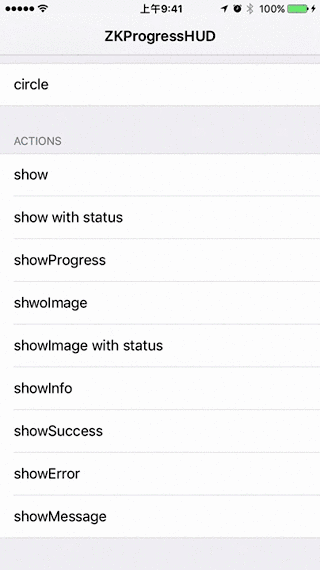 上午9:41
100%
ZKProgressHUD
circle
ACTIONS
show
show with status
showProgress
shwoImage
showImage with status
showInfo
showSuccess
showError
showMessage